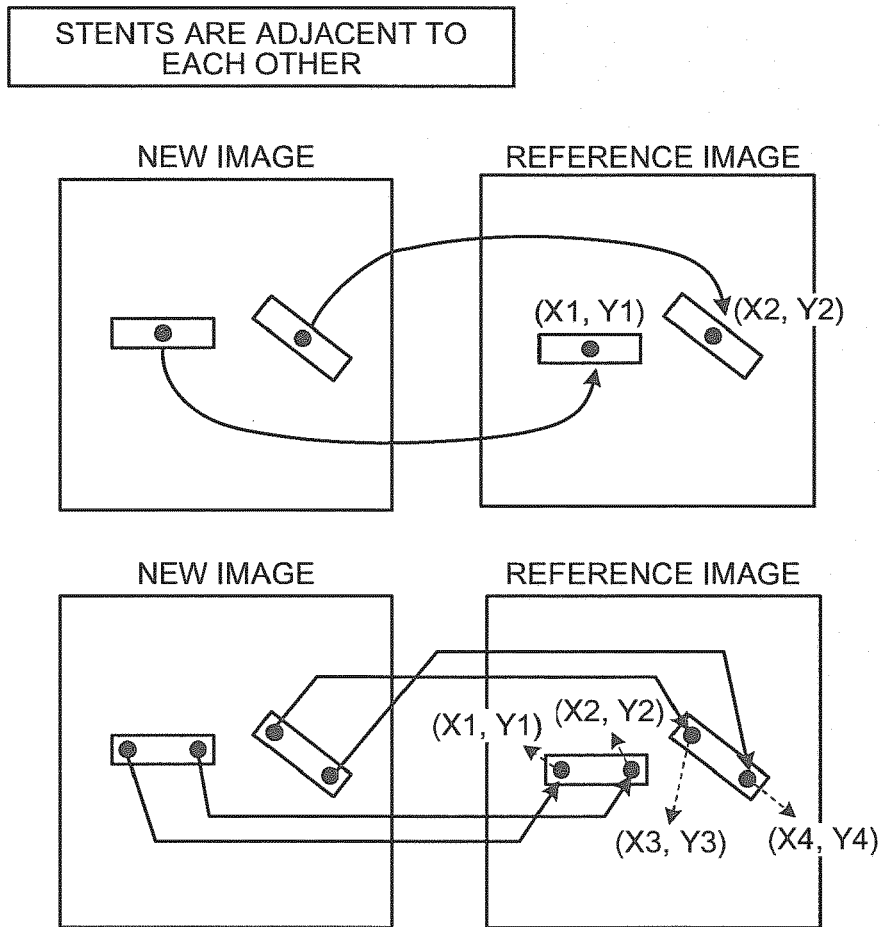 STENTS ARE ADJACENT TO
EACH OTHER
NEW IMAGE
REFERENCE IMAGE
(X1, Y1)
(X2, Y2)
NEW IMAGE
REFERENCE IMAGE
(X1, Y1)
(X2, Y2)
(X3, Y3)
(X4, Y4)